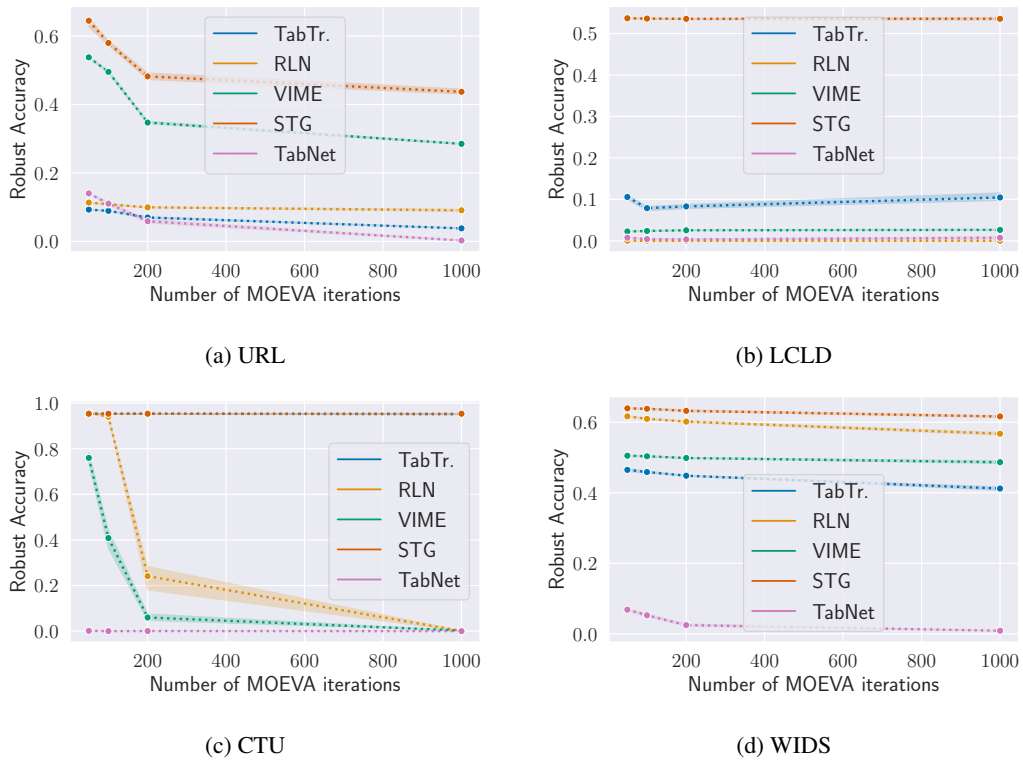 0.6
0.4
0.2
0.0
Robust Accuracy
TabTr.
RLN
VIME
STG
TabNet
200 400 600 800 1000
Number of MOEVA iterations
(a) URL
0.5
0.4
0.3
0.2
0.1
0.0
Robust Accuracy
TabTr.
RLN
VIME
STG
TabNet
200 400 600 800 1000
Number of MOEVA iterations
(b) LCLD
1.0
0.8
0.6
0.4
0.2
0.0
Robust Accuracy
TabTr.
RLN
VIME
STG
TabNet
200 400 600 800 1000
Number of MOEVA iterations
(c) CTU
0.6
0.4
0.2
0.0
Robust Accuracy
TabTr.
RLN
VIME
STG
TabNet
200 400 600 800 1000
Number of MOEVA iterations
(d) WIDS